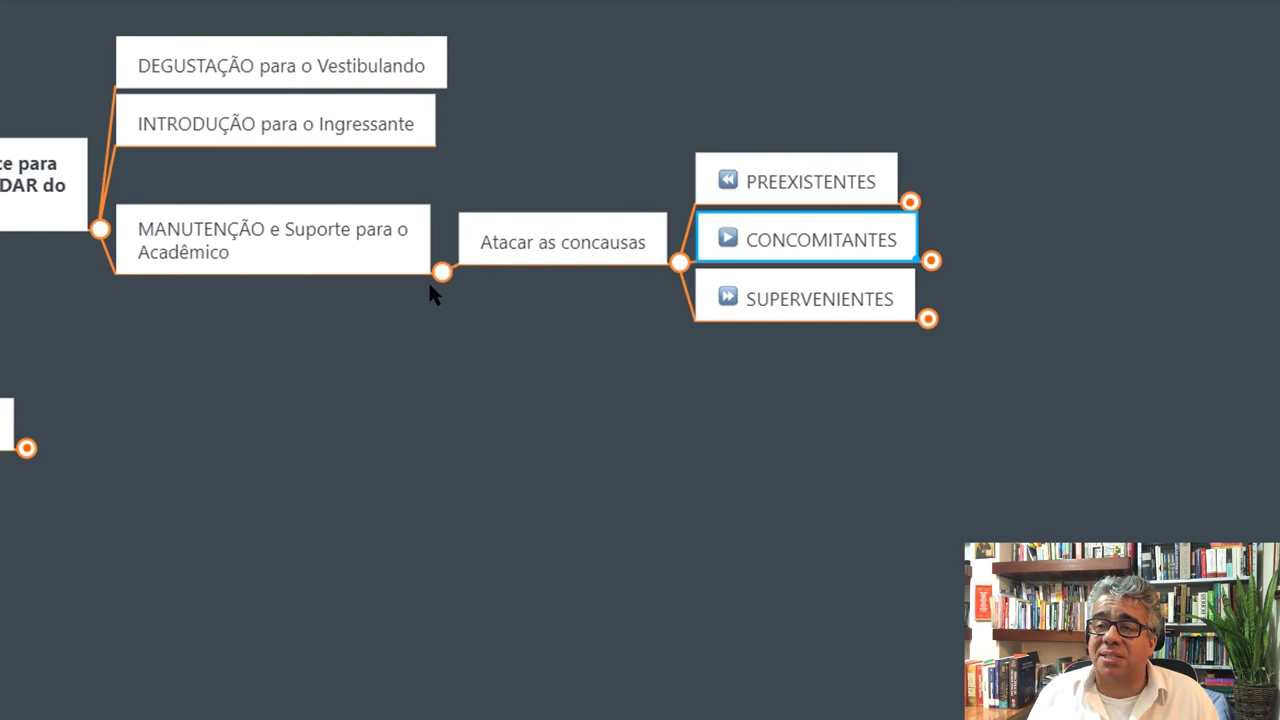 DEGUSTAÇÃO para o Vestibulando
INTRODUÇÃO para o Ingressante
te para
DAR do
MANUTENÇÃO e Suporte para o
Acadêmico
Atacar as concausas
PREEXISTENTES
CONCOMITANTES
SUPERVENIENTES